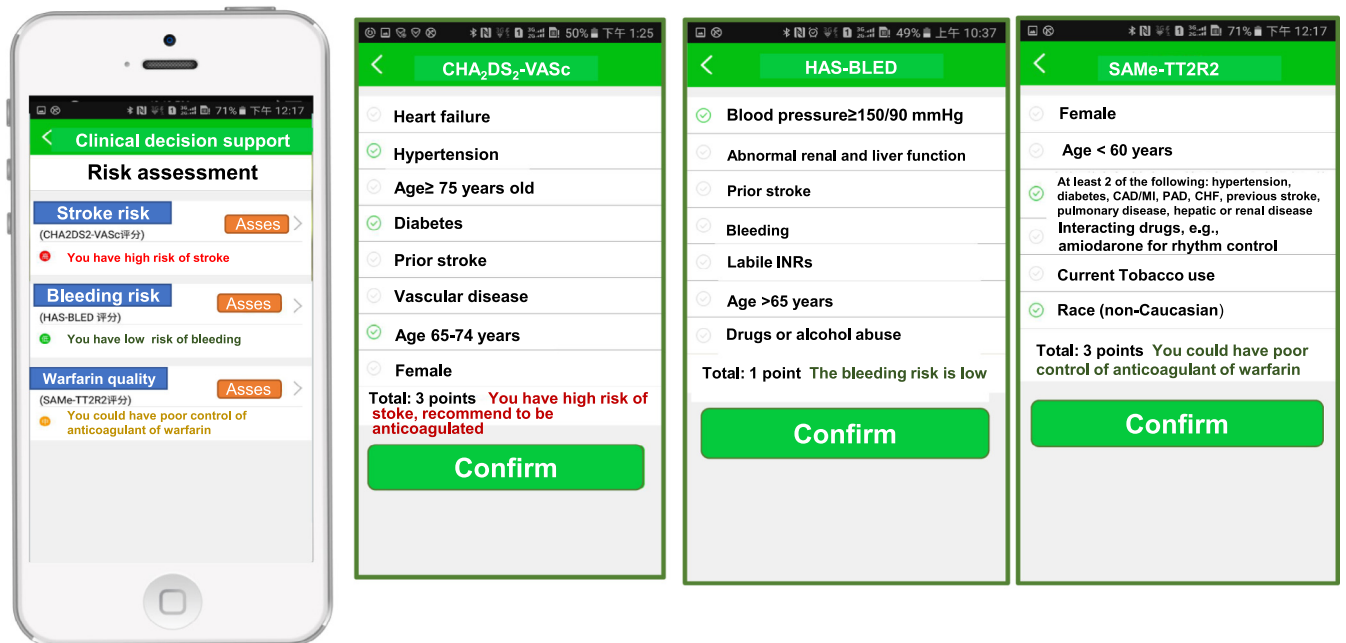 71% 下午 12:17
Clinical decision support
Risk assessment
Stroke risk
Asses
(CHA2DS2-VASc评分)
You have high risk of stroke
Bleeding risk
Asses
(HAS-BLED 评分)
You have low risk of bleeding
Warfarin quality
Asses
(SAMe-TT2R2评分)
You could have poor control of
anticoagulant of warfarin
50% 下午 1:25
CHA₂DS₂-VASc
Heart failure
Hypertension
Age≥ 75 years old
Diabetes
Prior stroke
Vascular disease
Age 65-74 years
Female
Total: 3 points You have high risk of
stoke, recommend to be
anticoagulated
Confirm
49% 上午 10:37
HAS-BLED
Blood pressure≥150/90 mmHg
Abnormal renal and liver function
Prior stroke
Bleeding
Labile INRs
Age >65 years
Drugs or alcohol abuse
Total: 1 point The bleeding risk is low
Confirm
71% 下午 12:17
SAMe-TT2R2
Female
Age < 60 years
At least 2 of the following: hypertension,
diabetes, CAD/MI, PAD, CHF, previous stroke,
pulmonary disease, hepatic or renal disease
Interacting drugs, e.g.,
amiodarone for rhythm control
Current Tobacco use
Race (non-Caucasian)
Total: 3 points You could have poor
control of anticoagulant of warfarin
Confirm